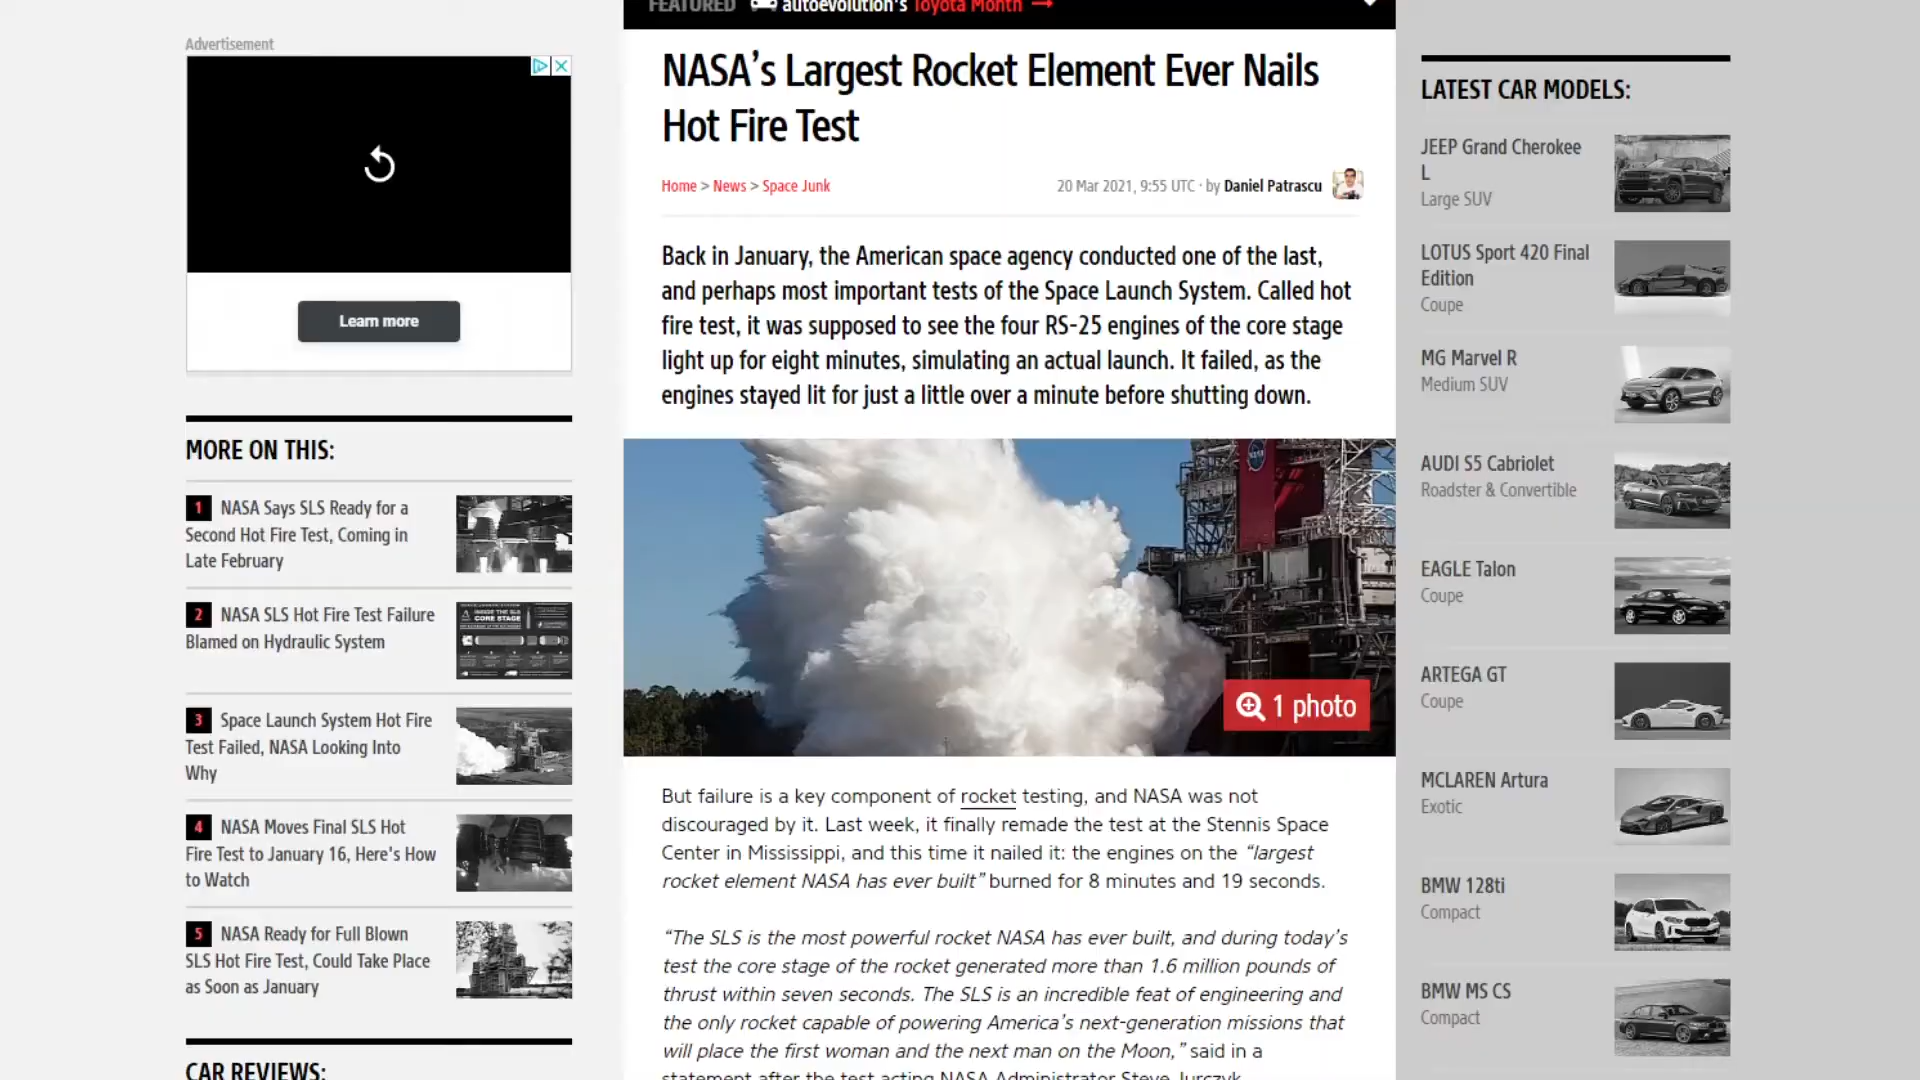 FEATURED autoevolution's Toyota Month
Advertisement
Learn more
MORE ON THIS:
1 NASA Says SLS Ready for a
Second Hot Fire Test, Coming in
Late February
2 NASA SLS Hot Fire Test Failure
Blamed on Hydraulic System
3 Space Launch System Hot Fire
Test Failed, NASA Looking Into
Why
4 NASA Moves Final SLS Hot
Fire Test to January 16, Here's How
to Watch
5 NASA Ready for Full Blown
SLS Hot Fire Test, Could Take Place
as Soon as January
CAR REVIEWS:
NASA’s Largest Rocket Element Ever Nails
Hot Fire Test
Home > News > Space Junk
20 Mar 2021, 9:55 UTC · by Daniel Patrascu
Back in January, the American space agency conducted one of the last,
and perhaps most important tests of the Space Launch System. Called hot
fire test, it was supposed to see the four RS-25 engines of the core stage
light up for eight minutes, simulating an actual launch. It failed, as the
engines stayed lit for just a little over a minute before shutting down.
1 photo
But failure is a key component of rocket testing, and NASA was not
discouraged by it. Last week, it finally remade the test at the Stennis Space
Center in Mississippi, and this time it nailed it: the engines on the “largest
rocket element NASA has ever built” burned for 8 minutes and 19 seconds.
“The SLS is the most powerful rocket NASA has ever built, and during today’s
test the core stage of the rocket generated more than 1.6 million pounds of
thrust within seven seconds. The SLS is an incredible feat of engineering and
the only rocket capable of powering America’s next-generation missions that
will place the first woman and the next man on the Moon,” said in a
statement after the test acting NASA Administrator Steve Jurczyk.
LATEST CAR MODELS:
JEEP Grand Cherokee
L
Large SUV
LOTUS Sport 420 Final
Edition
Coupe
MG Marvel R
Medium SUV
AUDI S5 Cabriolet
Roadster & Convertible
EAGLE Talon
Coupe
ARTEGA GT
Coupe
MCLAREN Artura
Exotic
BMW 128ti
Compact
BMW M5 CS
Compact